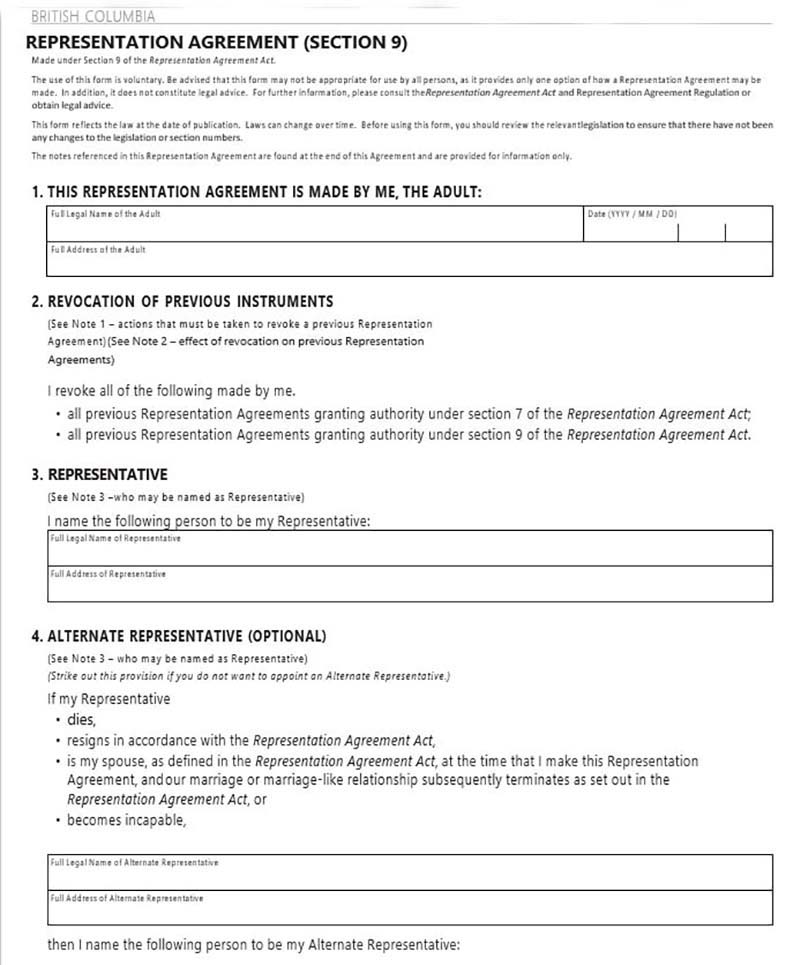 BRITISH COLUMBIA
REPRESENTATION AGREEMENT (SECTION 9)
Made under Section 9 of the Representation Agreement Act.
The use of this form is voluntary. Be advised that this form may not be appropriate for use by all persons, as it provides only one option of how a Representation Agreement may be
made. In addition, it does not constitute legal advice. For further information, please consult theRepresentation Agreement Act and Representation Agreement Regulation or
obtain legal advice.
This form reflects the law at the date of publication. Laws can change over time. Before using this form, you should review the relevantlegislation to ensure that there have not been
any changes to the legislation or section numbers.
The notes referenced in this Representation Agreement are found at the end of this Agreement and are provided for information only.
1. THIS REPRESENTATION AGREEMENT IS MADE BY ME, THE ADULT:
Full Legal Name of the Adult
Date (YYYY / MM / DD)
Full Address of the Adult
2. REVOCATION OF PREVIOUS INSTRUMENTS
(See Note 1 – actions that must be taken to revoke a previous Representation
Agreement)(See Note 2 – effect of revocation on previous Representation
Agreements)
I revoke all of the following made by me.
• all previous Representation Agreements granting authority under section 7 of the Representation Agreement Act;
• all previous Representation Agreements granting authority under section 9 of the Representation Agreement Act.
3. REPRESENTATIVE
(See Note 3 –who may be named as Representative)
I name the following person to be my Representative:
Full Legal Name of Representative
Full Address of Representative
4. ALTERNATE REPRESENTATIVE (OPTIONAL)
(See Note 3 – who may be named as Representative)
(Strike out this provision if you do not want to appoint an Alternate Representative.)
If my Representative
• dies,
• resigns in accordance with the Representation Agreement Act,
• is my spouse, as defined in the Representation Agreement Act, at the time that I make this Representation
Agreement, and our marriage or marriage-like relationship subsequently terminates as set out in the
Representation Agreement Act, or
• becomes incapable,
Full Legal Name of Alternate Representative
Full Address of Alternate Representative
then I name the following person to be my Alternate Representative: